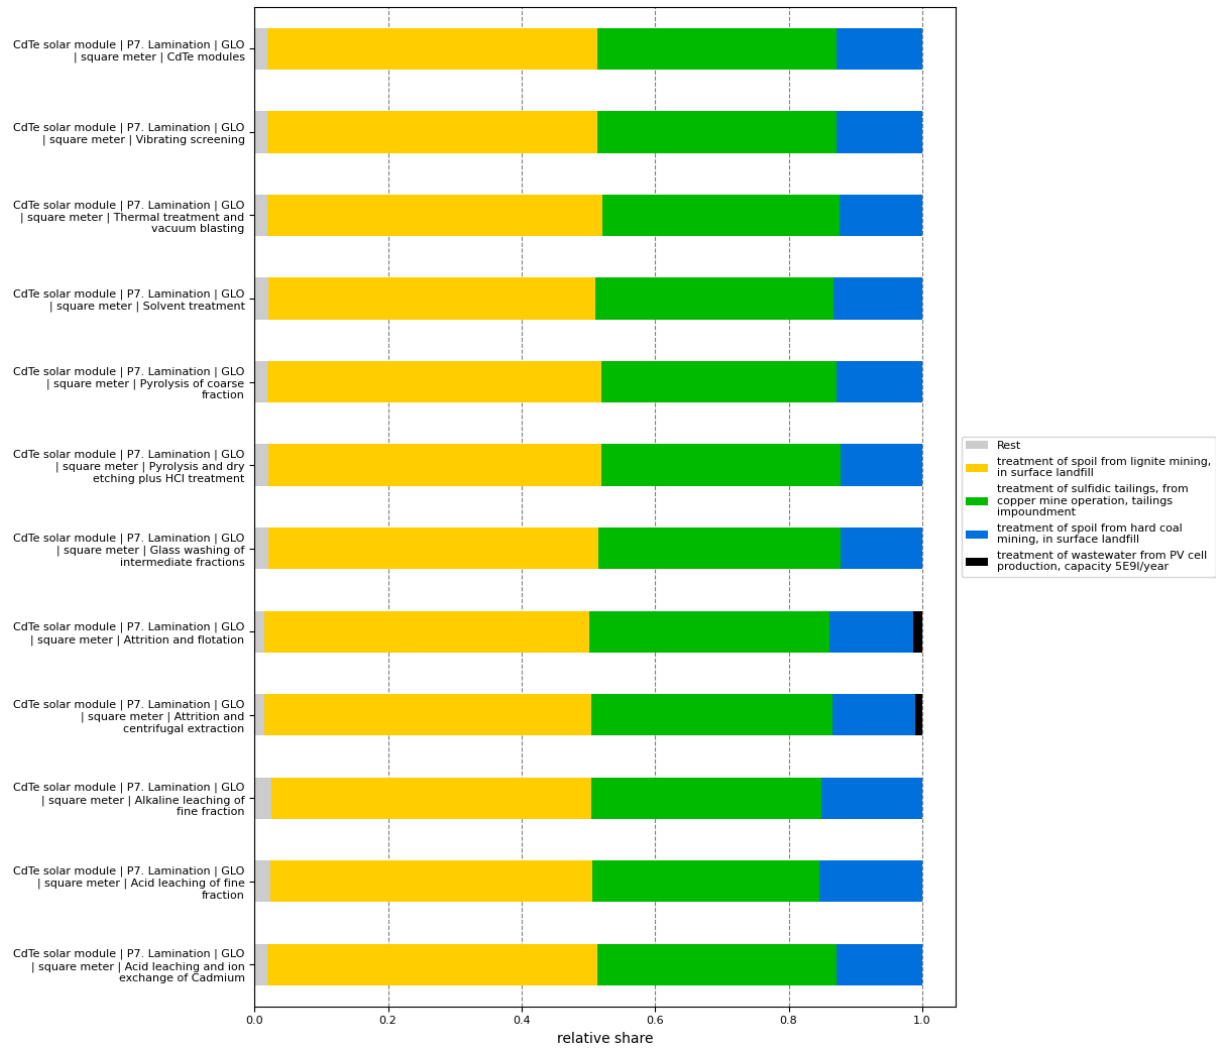 CdTe solar module | P7. Lamination | GLO
| square meter | CdTe modules
CdTe solar module | P7. Lamination | GLO
| square meter | Vibrating screening
CdTe solar module | P7. Lamination | GLO
| square meter | Thermal treatment and
vacuum blasting
CdTe solar module | P7. Lamination | GLO
| square meter | Solvent treatment
CdTe solar module | P7. Lamination | GLO
| square meter | Pyrolysis of coarse
fraction
CdTe solar module | P7. Lamination | GLO
| square meter | Pyrolysis and dry
etching plus HCl treatment
CdTe solar module | P7. Lamination | GLO
| square meter | Glass washing of
intermediate fractions
CdTe solar module | P7. Lamination | GLO
| square meter | Attrition and flotation
CdTe solar module | P7. Lamination | GLO
| square meter | Attrition and
centrifugal extraction
CdTe solar module | P7. Lamination | GLO
| square meter | Alkaline leaching of
fine fraction
CdTe solar module | P7. Lamination | GLO
| square meter | Acid leaching of fine
fraction
CdTe solar module | P7. Lamination | GLO
| square meter | Acid leaching and ion
exchange of Cadmium
0.0 0.2 0.4 0.6 0.8 1.0
relative share
Rest
treatment of spoil from lignite mining,
in surface landfill
treatment of sulfidic tailings, from
copper mine operation, tailings
impoundment
treatment of spoil from hard coal
mining, in surface landfill
treatment of wastewater from PV cell
production, capacity 5E9l/year